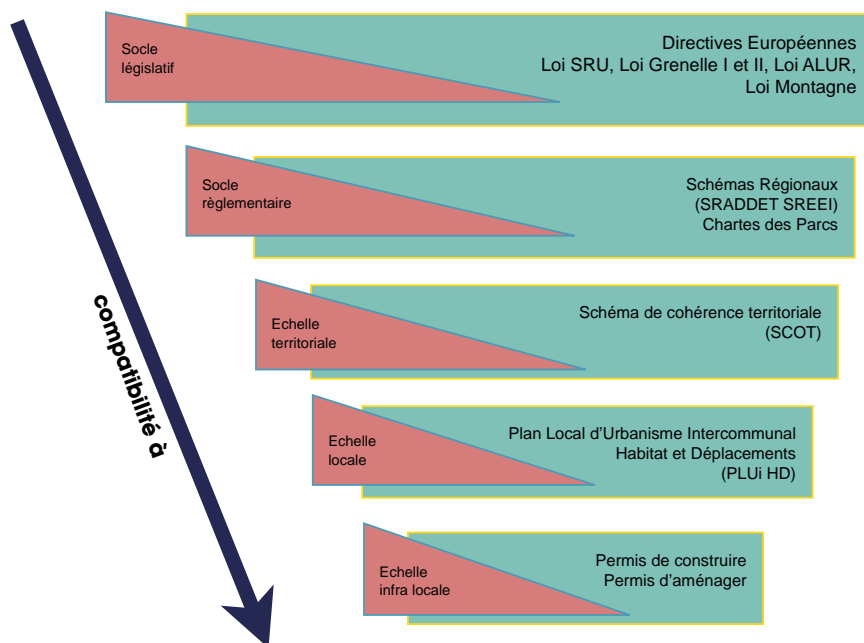 Socle
législatif
Directives Européennes
Loi SRU, Loi Grenelle I et II, Loi ALUR,
Loi Montagne
Socle
règlementaire
Schémas Régionaux
(SRADDET SREEI)
Chartes des Parcs
compatibilité à
Echelle
territoriale
Schéma de cohérence territoriale
(SCOT)
Echelle
locale
Plan Local d'Urbanisme Intercommunal
Habitat et Déplacements
(PLUi HD)
Echelle
infra locale
Permis de construire
Permis d'aménager